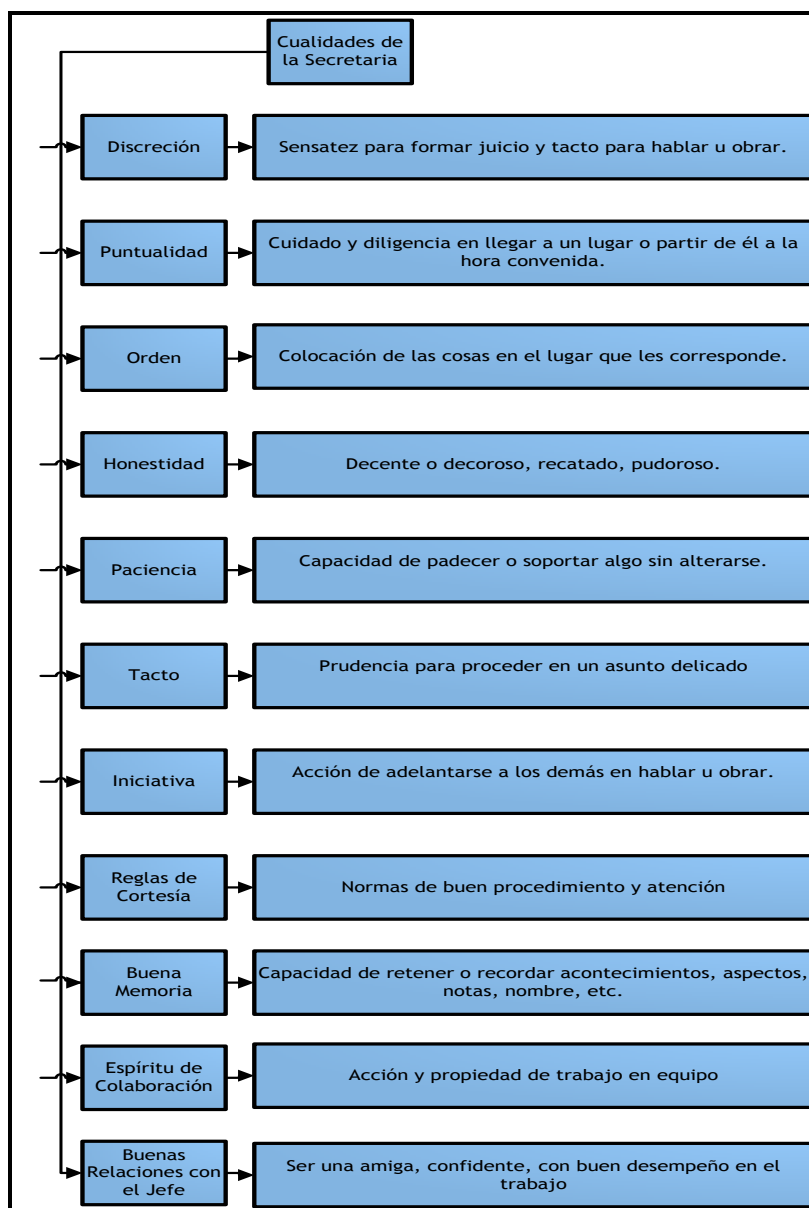 Cualidades de
la Secretaria
Discreción
Sensatez para formar juicio y tacto para hablar u obrar.
Puntualidad
Cuidado y diligencia en llegar a un lugar o partir de él a la
hora convenida.
Orden
Colocación de las cosas en el lugar que les corresponde.
Honestidad
Decente o decoroso, recatado, pudoroso.
Paciencia
Capacidad de padecer o soportar algo sin alterarse.
Tacto
Prudencia para proceder en un asunto delicado
Iniciativa
Acción de adelantarse a los demás en hablar u obrar.
Reglas de
Cortesía
Normas de buen procedimiento y atención
Buena
Memoria
Capacidad de retener o recordar acontecimientos, aspectos,
notas, nombre, etc.
Espíritu de
Colaboración
Acción y propiedad de trabajo en equipo
Buenas
Relaciones con
el Jefe
Ser una amiga, confidente, con buen desempeño en el
trabajo